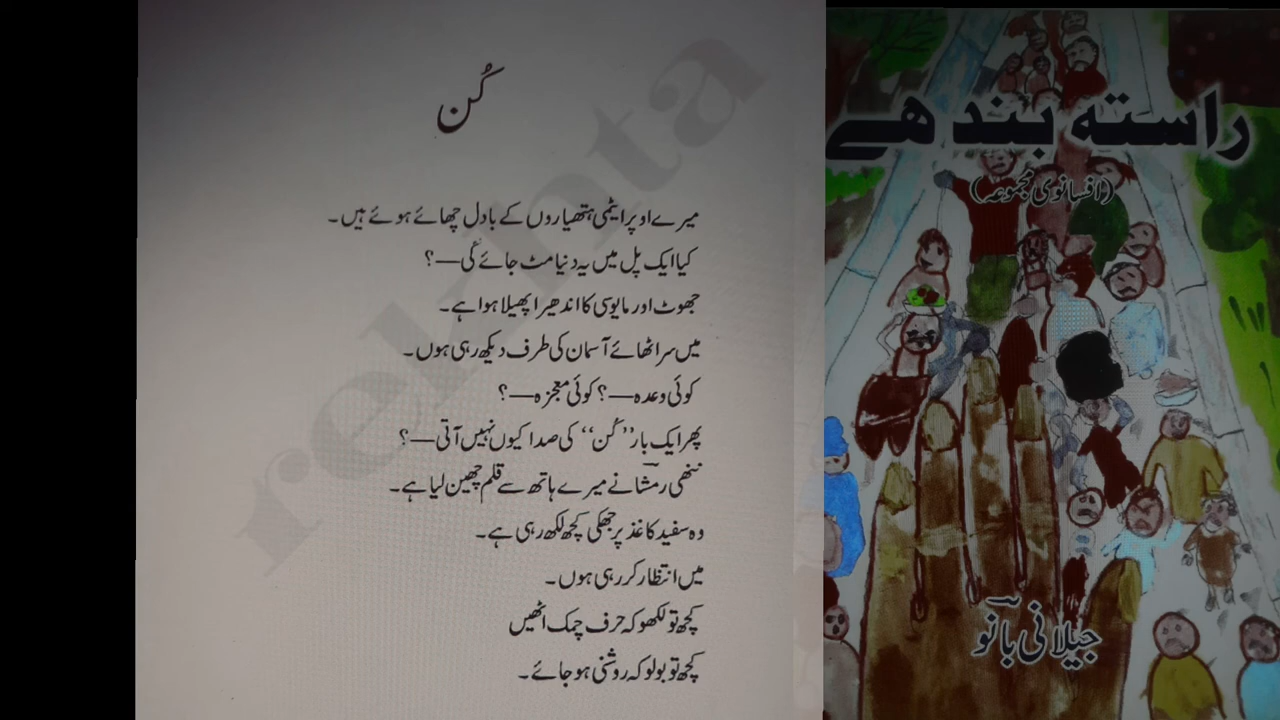 کُن
میرے اوپر ایٹمی ہتھیاروں کے بادل چھائے ہوئے ہیں۔
کیا ایک پل میں یہ دنیا مٹ جائے گی—؟
جھوٹ اور مایوسی کا اندھیرا پھیلا ہوا ہے۔
میں سر اٹھائے آسمان کی طرف دیکھ رہی ہوں۔
کوئی وعدہ—؟ کوئی معجزہ—؟
پھر ایک بار ”کُن“ کی صدا کیوں نہیں آتی—؟
ننھی رمشا نے میرے ہاتھ سے قلم چھین لیا ہے۔
وہ سفید کاغذ پر جھکی کچھ لکھ رہی ہے۔
میں انتظار کر رہی ہوں۔
کچھ تو لکھو کہ حرف چمک اٹھیں
کچھ تو بولو کہ روشنی ہو جائے۔
rekhta
راستہ بند ھے
(افسانوی مجموعہ)
جیلانی بانو